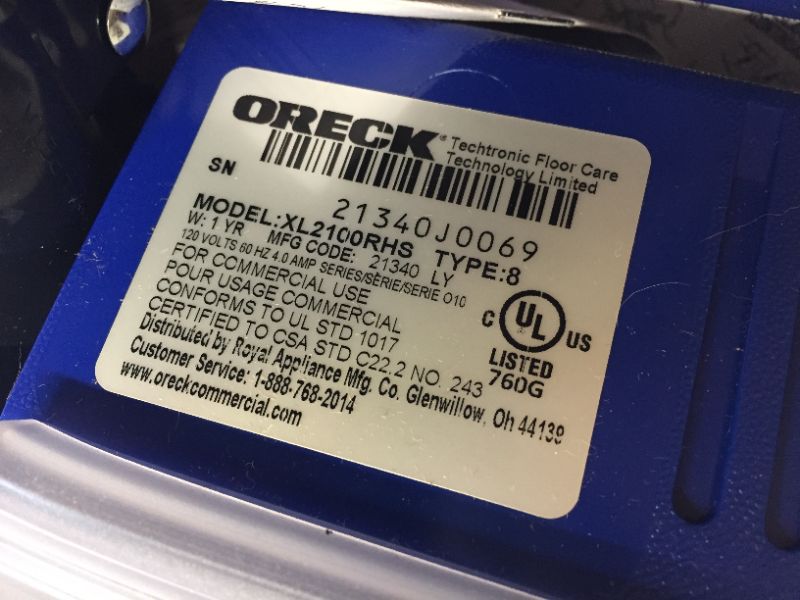 ORECK® Techtronic Floor Care
Technology Limited
SN
21340J0069
MODEL:XL2100RHS TYPE:8
W: 1 YR MFG CODE: 21340 LY
120 VOLTS 60 HZ 4.0 AMP SERIES/SÉRIE/SERIE O10
FOR COMMERCIAL USE
POUR USAGE COMMERCIAL
CONFORMS TO UL STD 1017
CERTIFIED TO CSA STD C22.2 NO. 243
C UL US
LISTED
760G
Distributed by Royal Appliance Mfg. Co. Glenwillow, Oh 44139
Customer Service: 1-888-768-2014
www.oreckcommercial.com